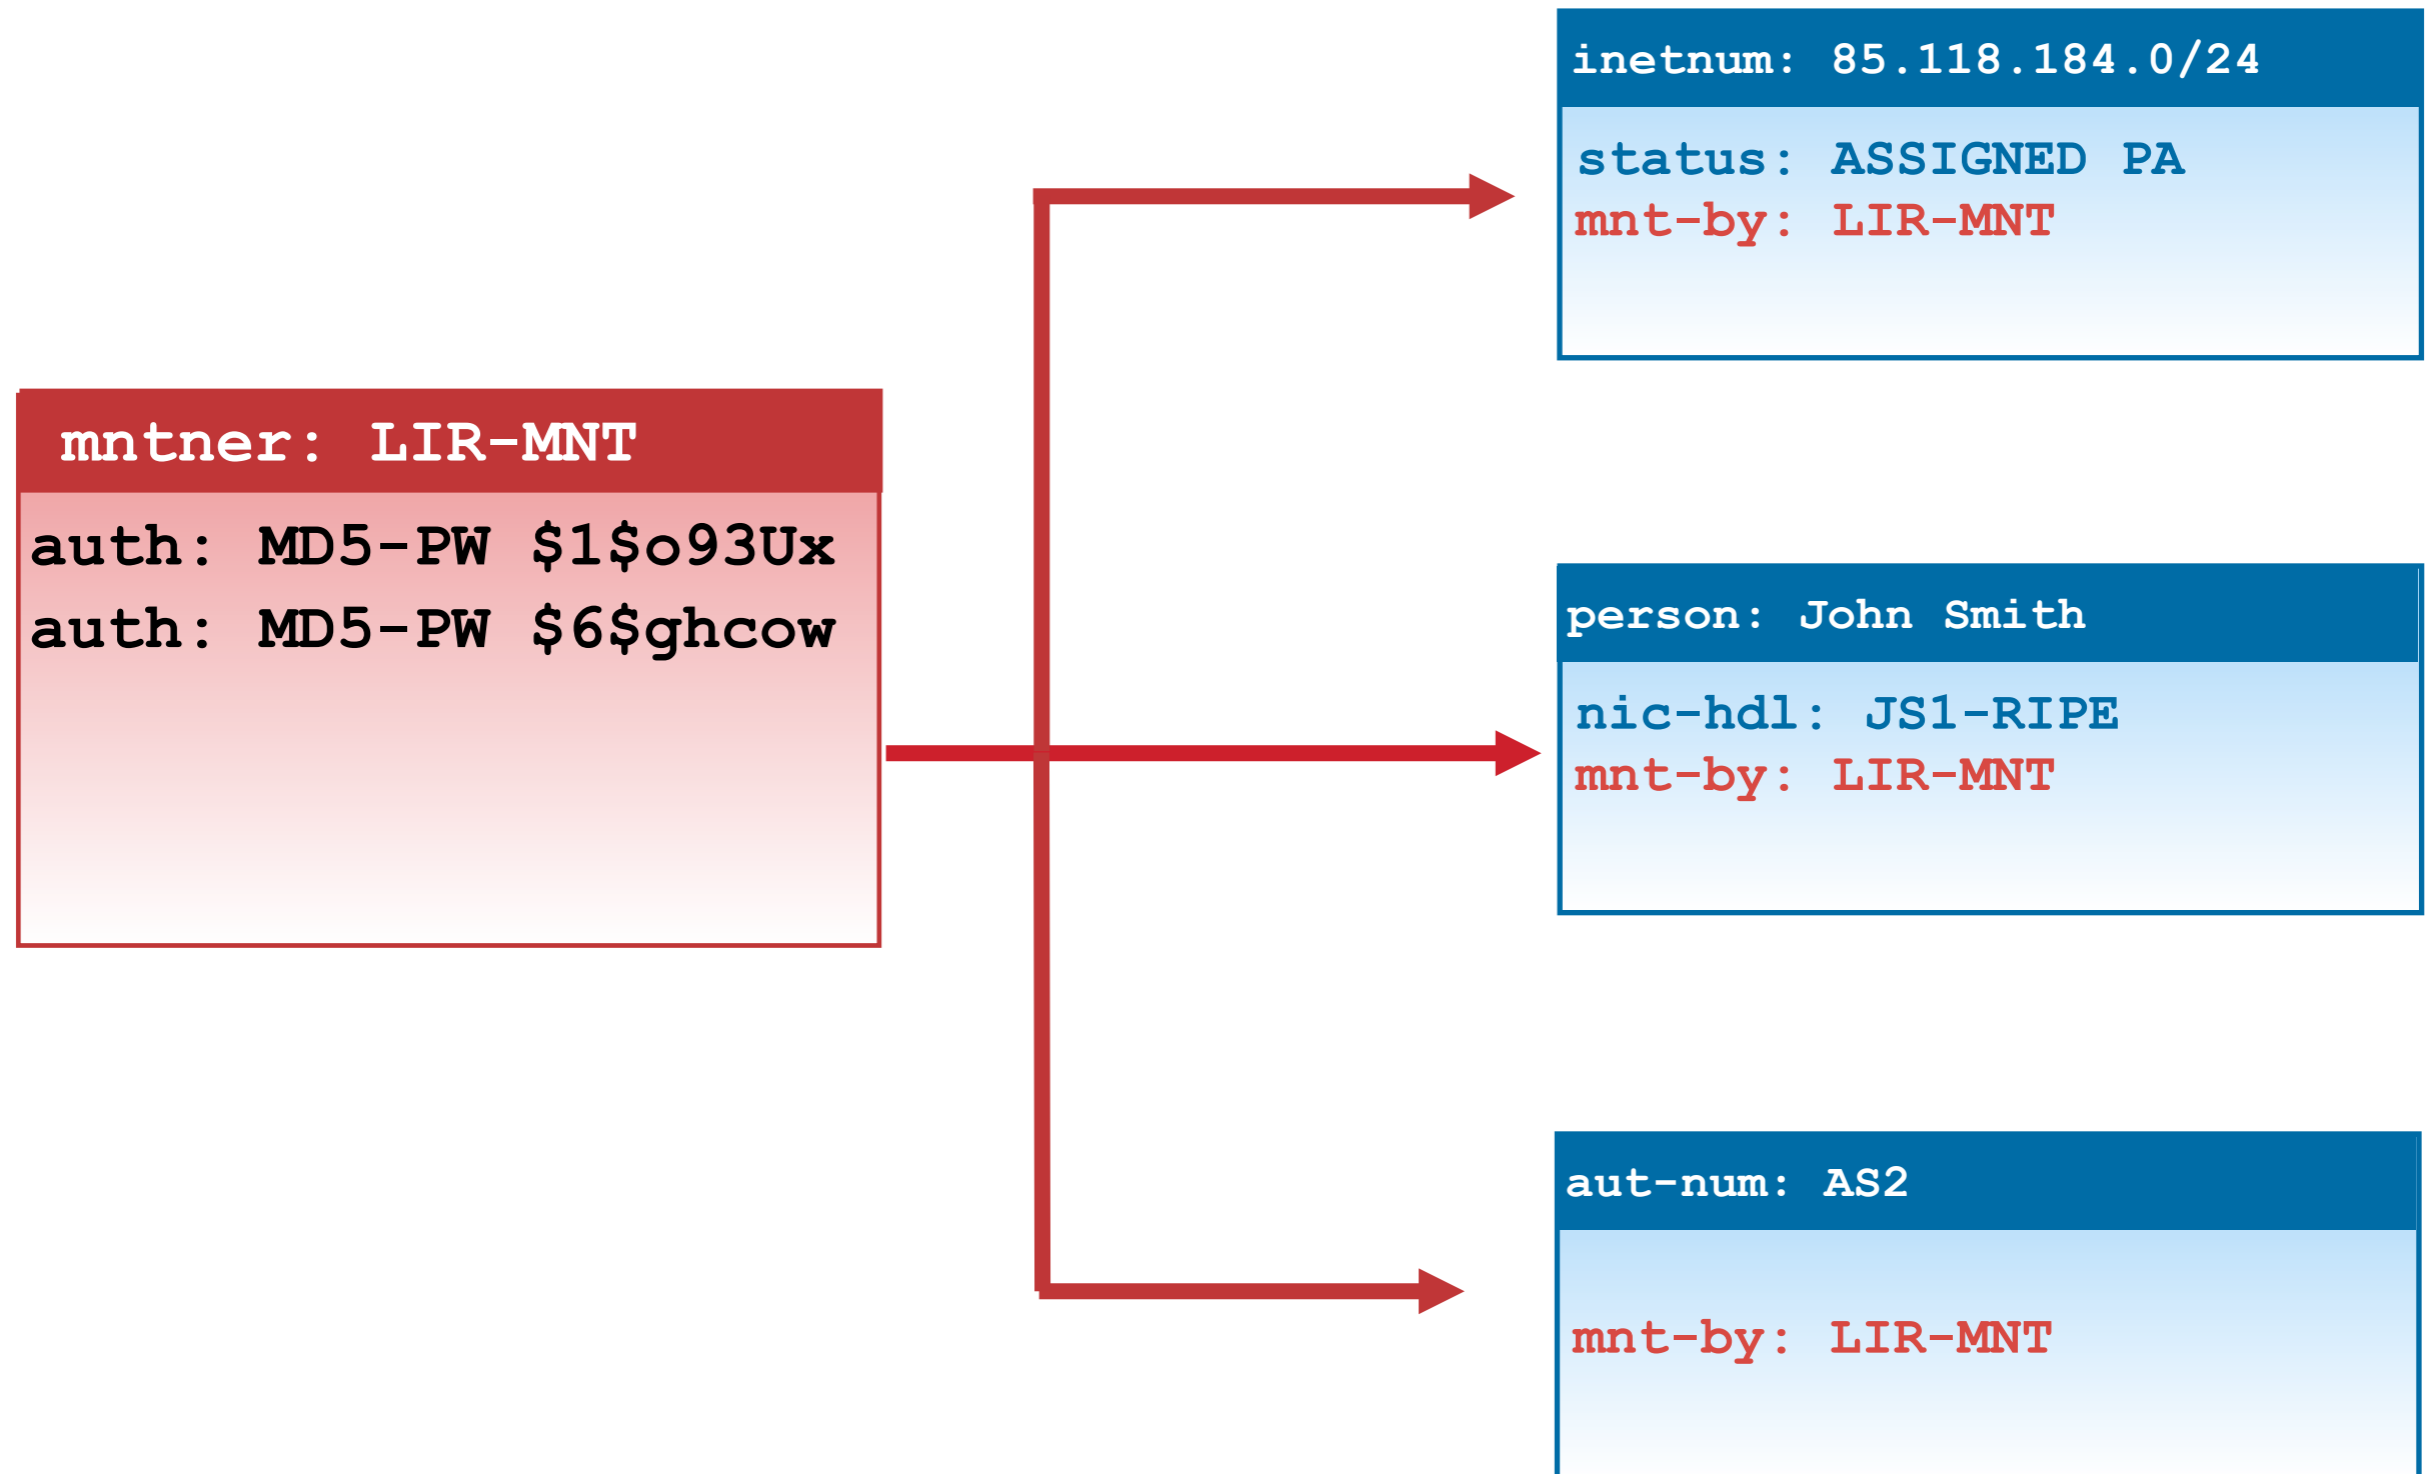 mntner: LIR-MNT
auth: MD5-PW $1$o93Ux
auth: MD5-PW $6$ghcow
inetnum: 85.118.184.0/24
status: ASSIGNED PA
mnt-by: LIR-MNT
person: John Smith
nic-hdl: JS1-RIPE
mnt-by: LIR-MNT
aut-num: AS2
mnt-by: LIR-MNT